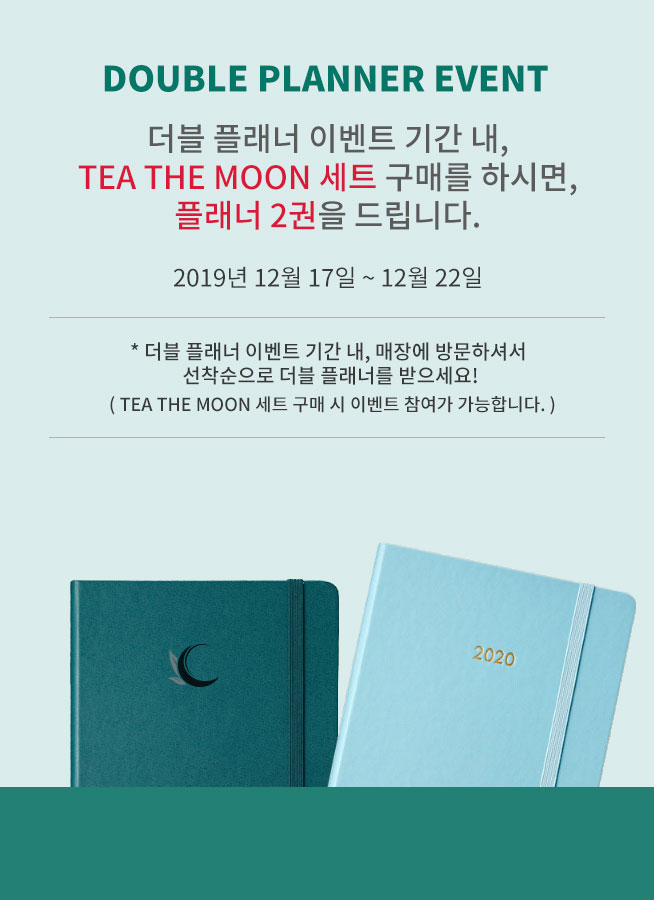 DOUBLE PLANNER EVENT
더블 플래너 이벤트 기간 내,
TEA THE MOON 세트 구매를 하시면,
플래너 2권을 드립니다.
2019년 12월 17일 ~ 12월 22일
* 더블 플래너 이벤트 기간 내, 매장에 방문하셔서
선착순으로 더블 플래너를 받으세요!
( TEA THE MOON 세트 구매 시 이벤트 참여가 가능합니다. )
2020